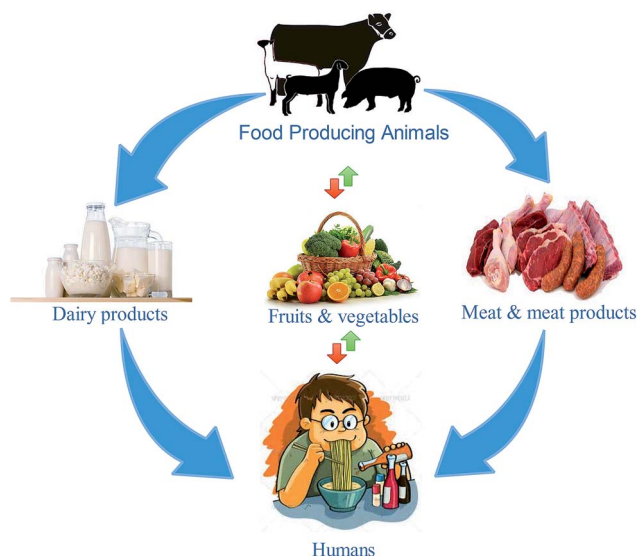 Food Producing Animals
Dairy products
Fruits & vegetables
Meat & meat products
Humans